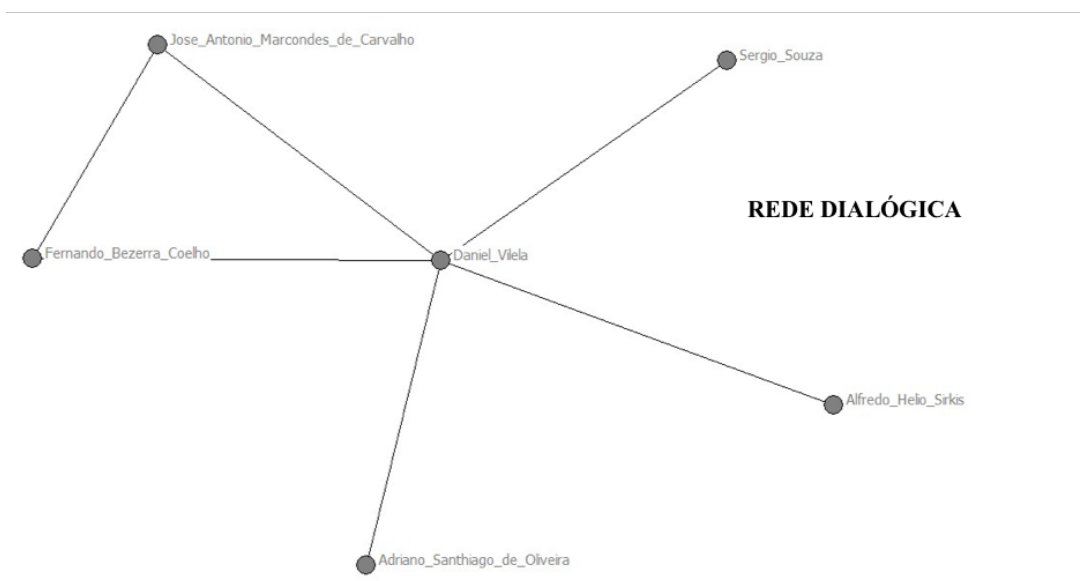 Jose_Antonio_Marcondes_de_Carvalho
Sergio_Souza
REDE DIALÓGICA
Fernando_Bezerra_Coelho
Daniel_Vilela
Alfredo_Helio_Sirkis
Adriano_Santhiago_de_Oliveira